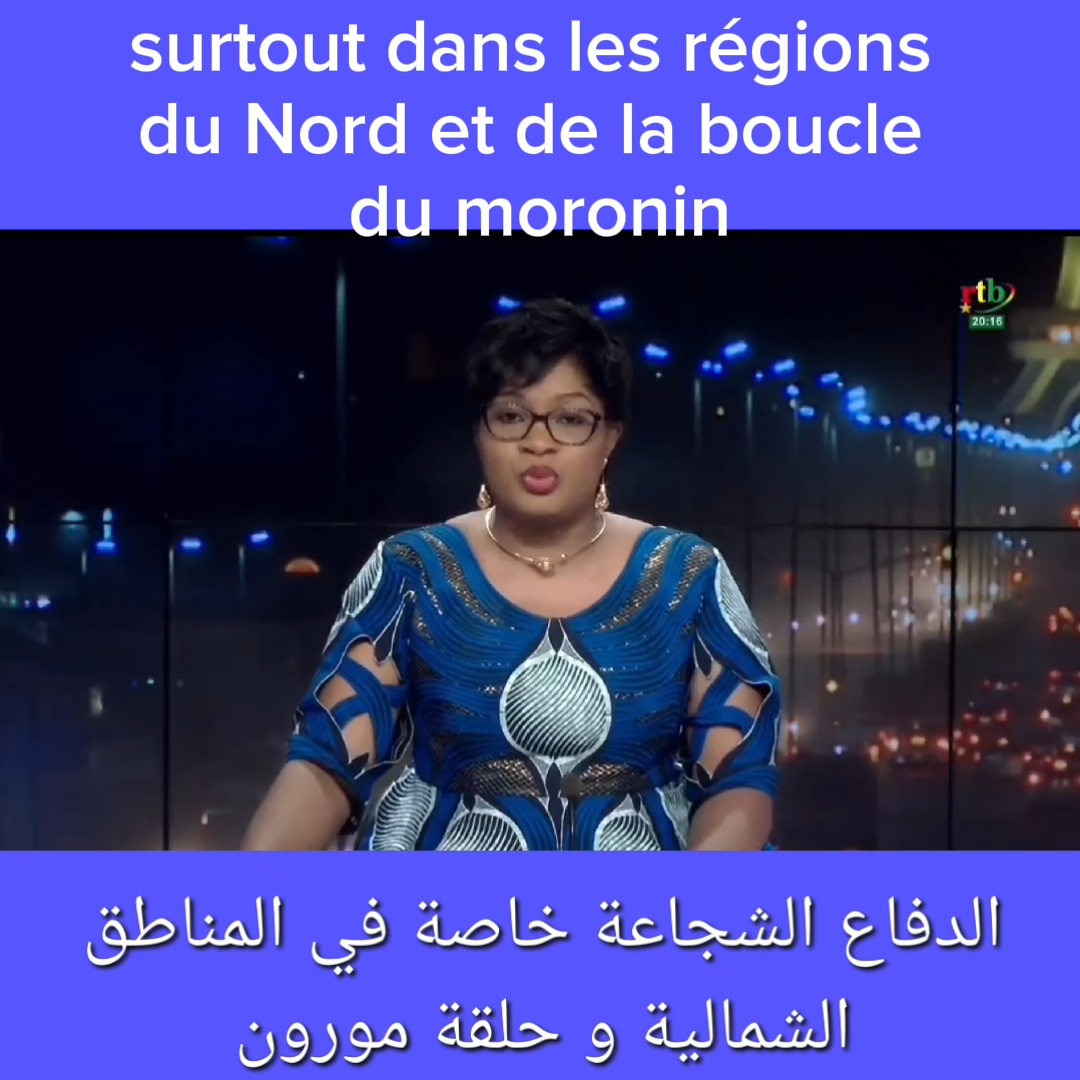 surtout dans les régions
du Nord et de la boucle
du moronin
rtb
20:16
الدفاع الشجاعة خاصة في المناطق
الشمالية و حلقة مورون